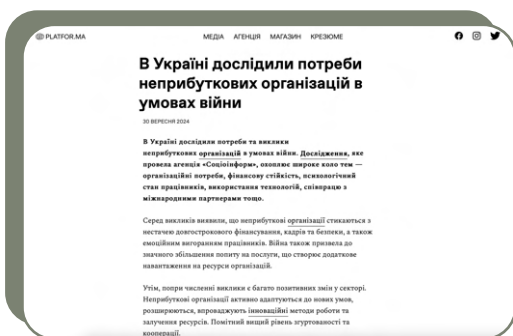 @PLATFOR.MA
МЕДІА АГЕНЦІЯ МАГАЗИН КРЕЗЮМЕ
В Україні дослідили потреби
неприбуткових організацій в
умовах війни
30 ВЕРЕСНЯ 2024
В Україні дослідили потреби та виклики
неприбуткових організацій в умовах війни. Дослідження, яке
провела агенція «Соціоінформ», охоплює широке коло тем —
організаційні потреби, фінансову стійкість, психологічний
стан працівників, використання технологій, співпрацю з
міжнародними партнерами тощо.
Серед викликів виявили, що неприбуткові організації стикаються з
нестачею довгострокового фінансування, кадрів та безпеки, а також
емоційним вигоранням працівників. Війна також призвела до
значного збільшення попиту на послуги, що створює додаткове
навантаження на ресурси організацій.
Утім, попри численні виклики є багато позитивних змін у секторі.
Неприбуткові організації активно адаптуються до нових умов,
розширюються, впроваджують інноваційні методи роботи та
залучення ресурсів. Помітний вищий рівень згуртованості та
кооперації.